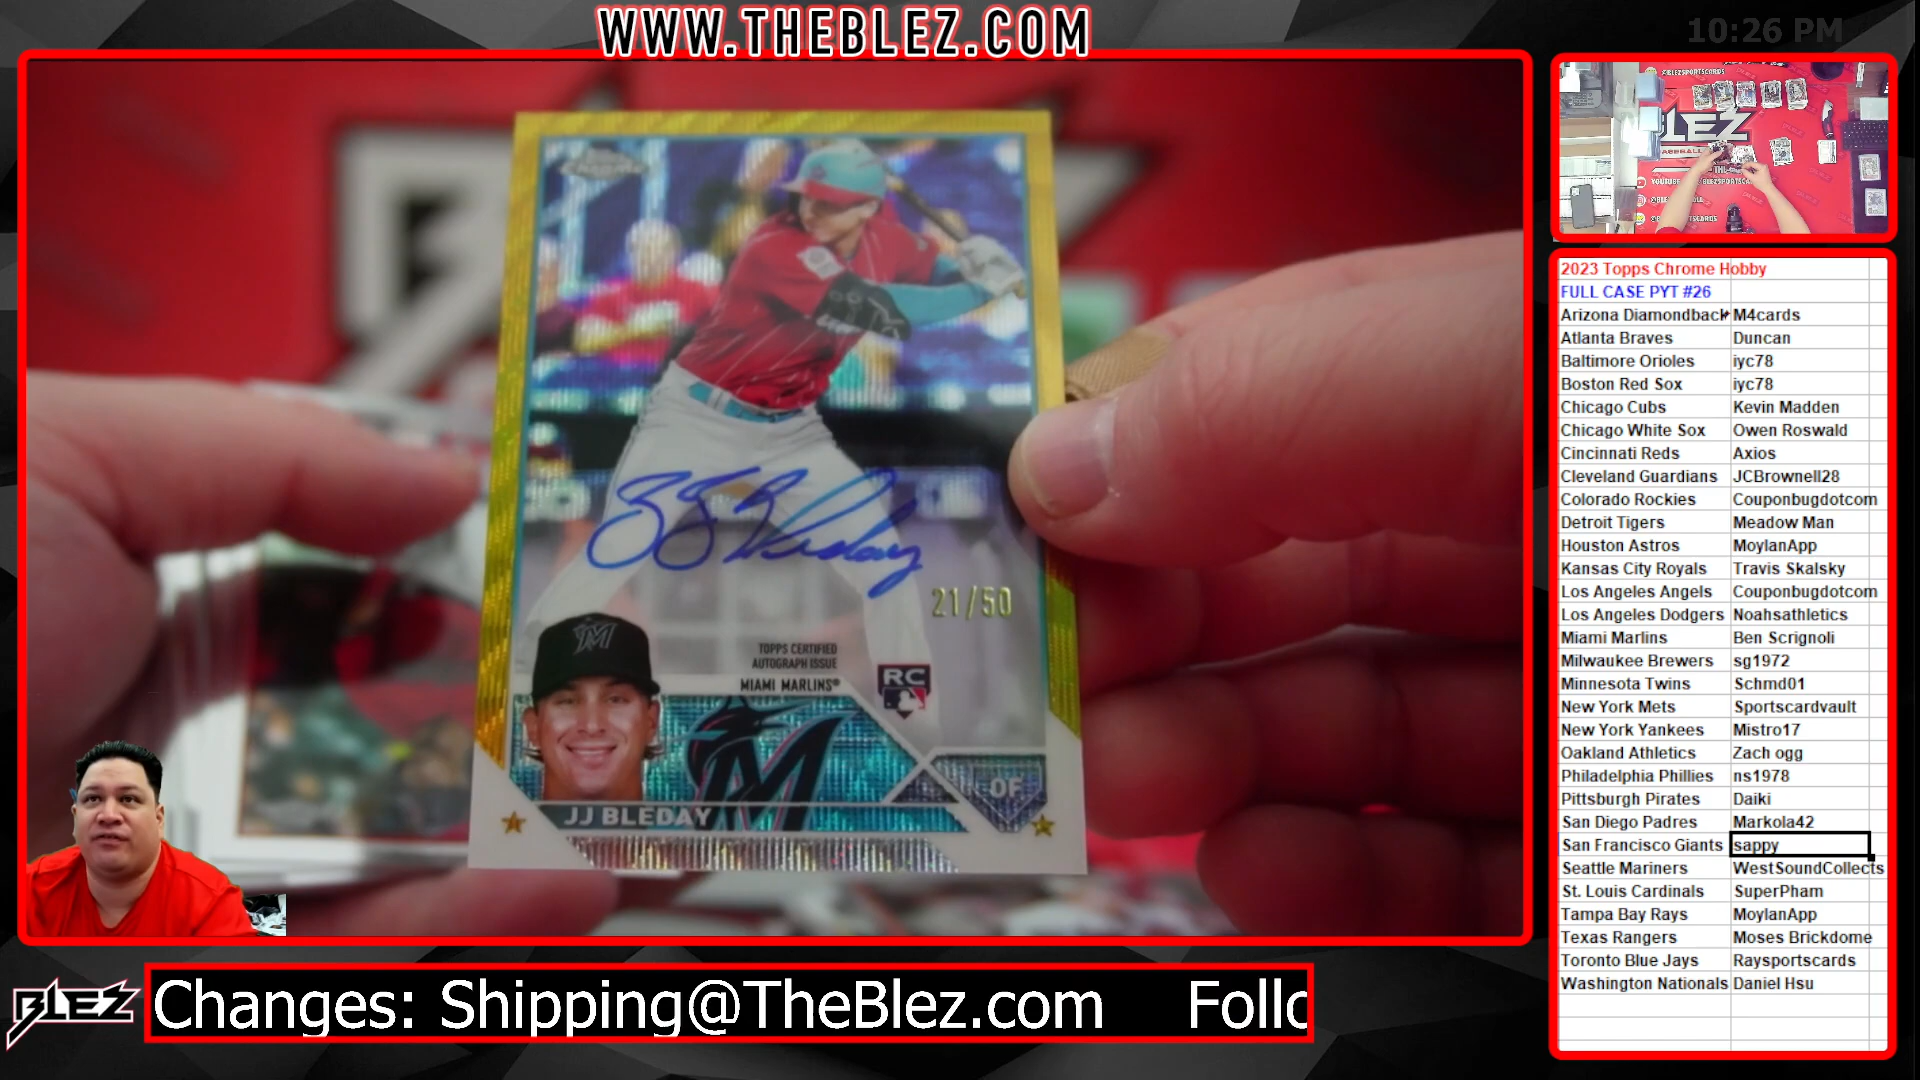 WWW.THEBLEZ.COM
10:26 PM
Topps
Chrome
21/50
TOPPS CERTIFIED
AUTOGRAPH ISSUE
MIAMI MARLINS®
RC
JJ BLEDAY
OF
BLEZ
Changes: Shipping@TheBlez.com Follo
@BLEZSPORTSCARDS
LEZ
2023 Topps Chrome Hobby
FULL CASE PYT #26
Arizona Diamondback M4cards
Atlanta Braves Duncan
Baltimore Orioles iyc78
Boston Red Sox iyc78
Chicago Cubs Kevin Madden
Chicago White Sox Owen Roswald
Cincinnati Reds Axios
Cleveland Guardians JCBrownell28
Colorado Rockies Couponbugdotcom
Detroit Tigers Meadow Man
Houston Astros MoylanApp
Kansas City Royals Travis Skalsky
Los Angeles Angels Couponbugdotcom
Los Angeles Dodgers Noahsathletics
Miami Marlins Ben Scrignoli
Milwaukee Brewers sg1972
Minnesota Twins Schmd01
New York Mets Sportscardvault
New York Yankees Mistro17
Oakland Athletics Zach ogg
Philadelphia Phillies ns1978
Pittsburgh Pirates Daiki
San Diego Padres Markola42
San Francisco Giants sappy
Seattle Mariners WestSoundCollects
St. Louis Cardinals SuperPham
Tampa Bay Rays MoylanApp
Texas Rangers Moses Brickdome
Toronto Blue Jays Raysportscards
Washington Nationals Daniel Hsu